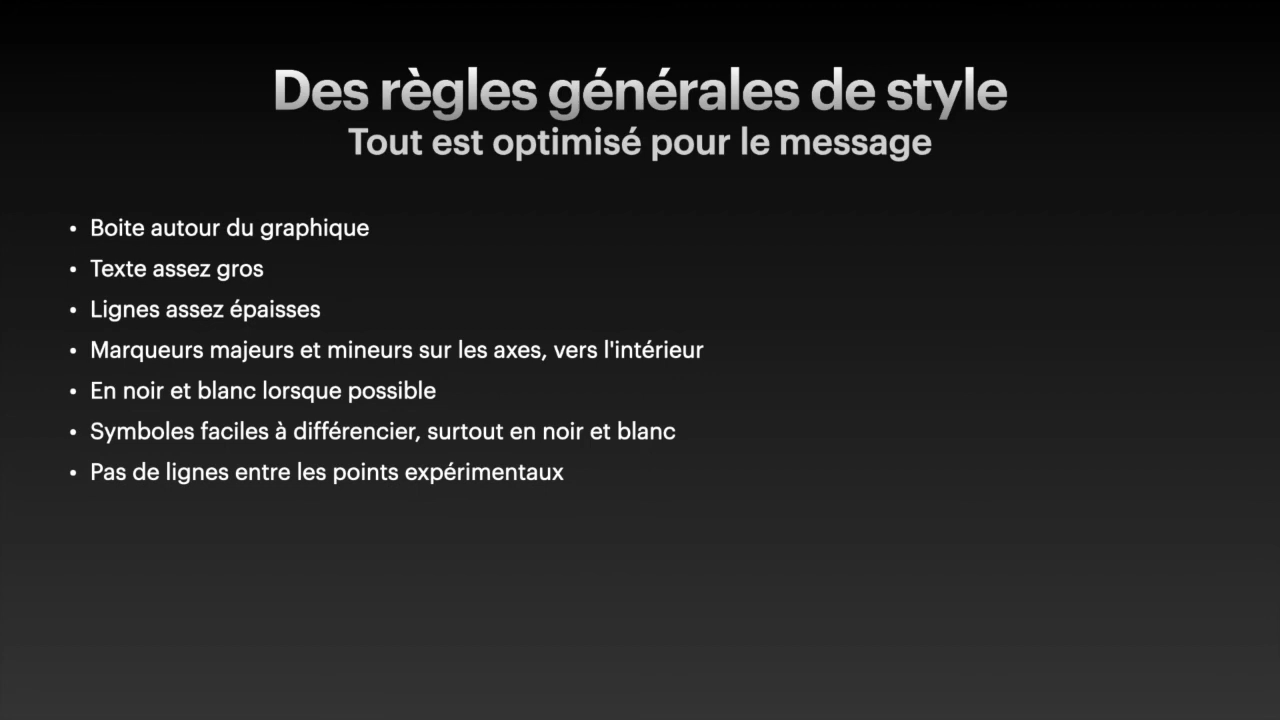 Des règles générales de style
Tout est optimisé pour le message
• Boite autour du graphique
• Texte assez gros
• Lignes assez épaisses
• Marqueurs majeurs et mineurs sur les axes, vers l'intérieur
• En noir et blanc lorsque possible
• Symboles faciles à différencier, surtout en noir et blanc
• Pas de lignes entre les points expérimentaux